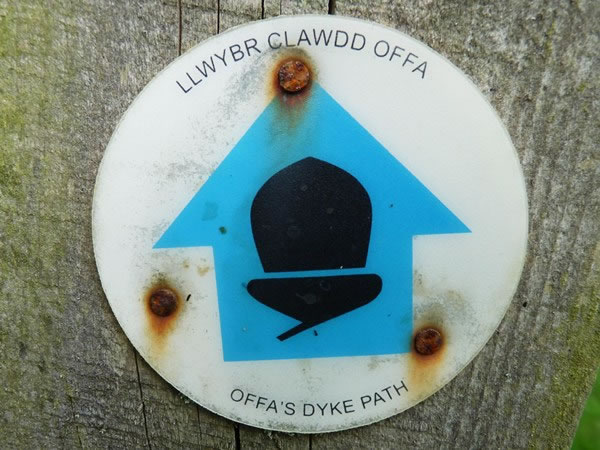 LLWYBR CLAWDD OFFA
OFFA'S DYKE PATH